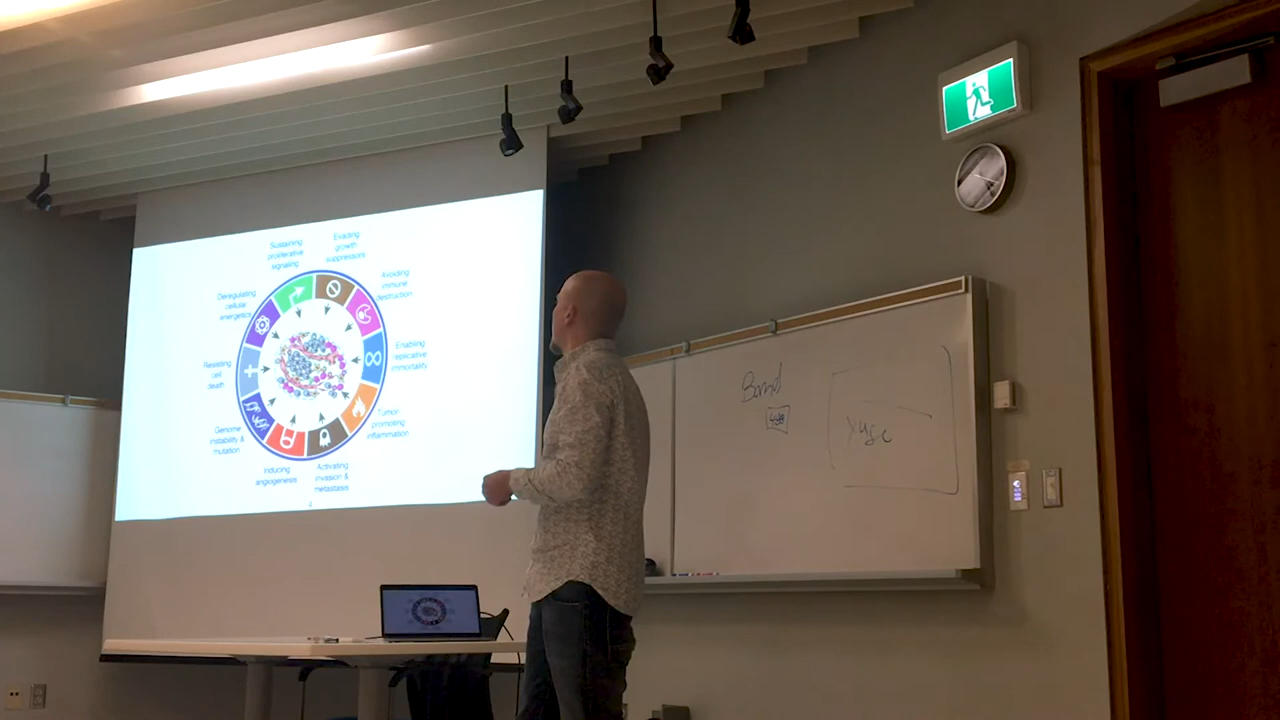 Sustaining
proliferative
signaling
Evading
growth
suppressors
Avoiding
immune
destruction
Enabling
replicative
immortality
Tumor
promoting
inflammation
Activating
invasion &
metastasis
Inducing
angiogenesis
Genome
instability &
mutation
Resisting
cell
death
Deregulating
cellular
energetics
4